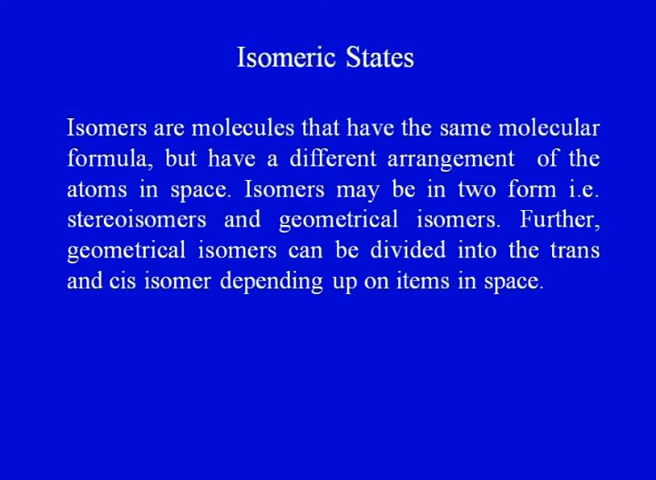 Isomeric States
Isomers are molecules that have the same molecular
formula, but have a different arrangement of the
atoms in space. Isomers may be in two form i.e.
stereoisomers and geometrical isomers. Further,
geometrical isomers can be divided into the trans
and cis isomer depending up on items in space.